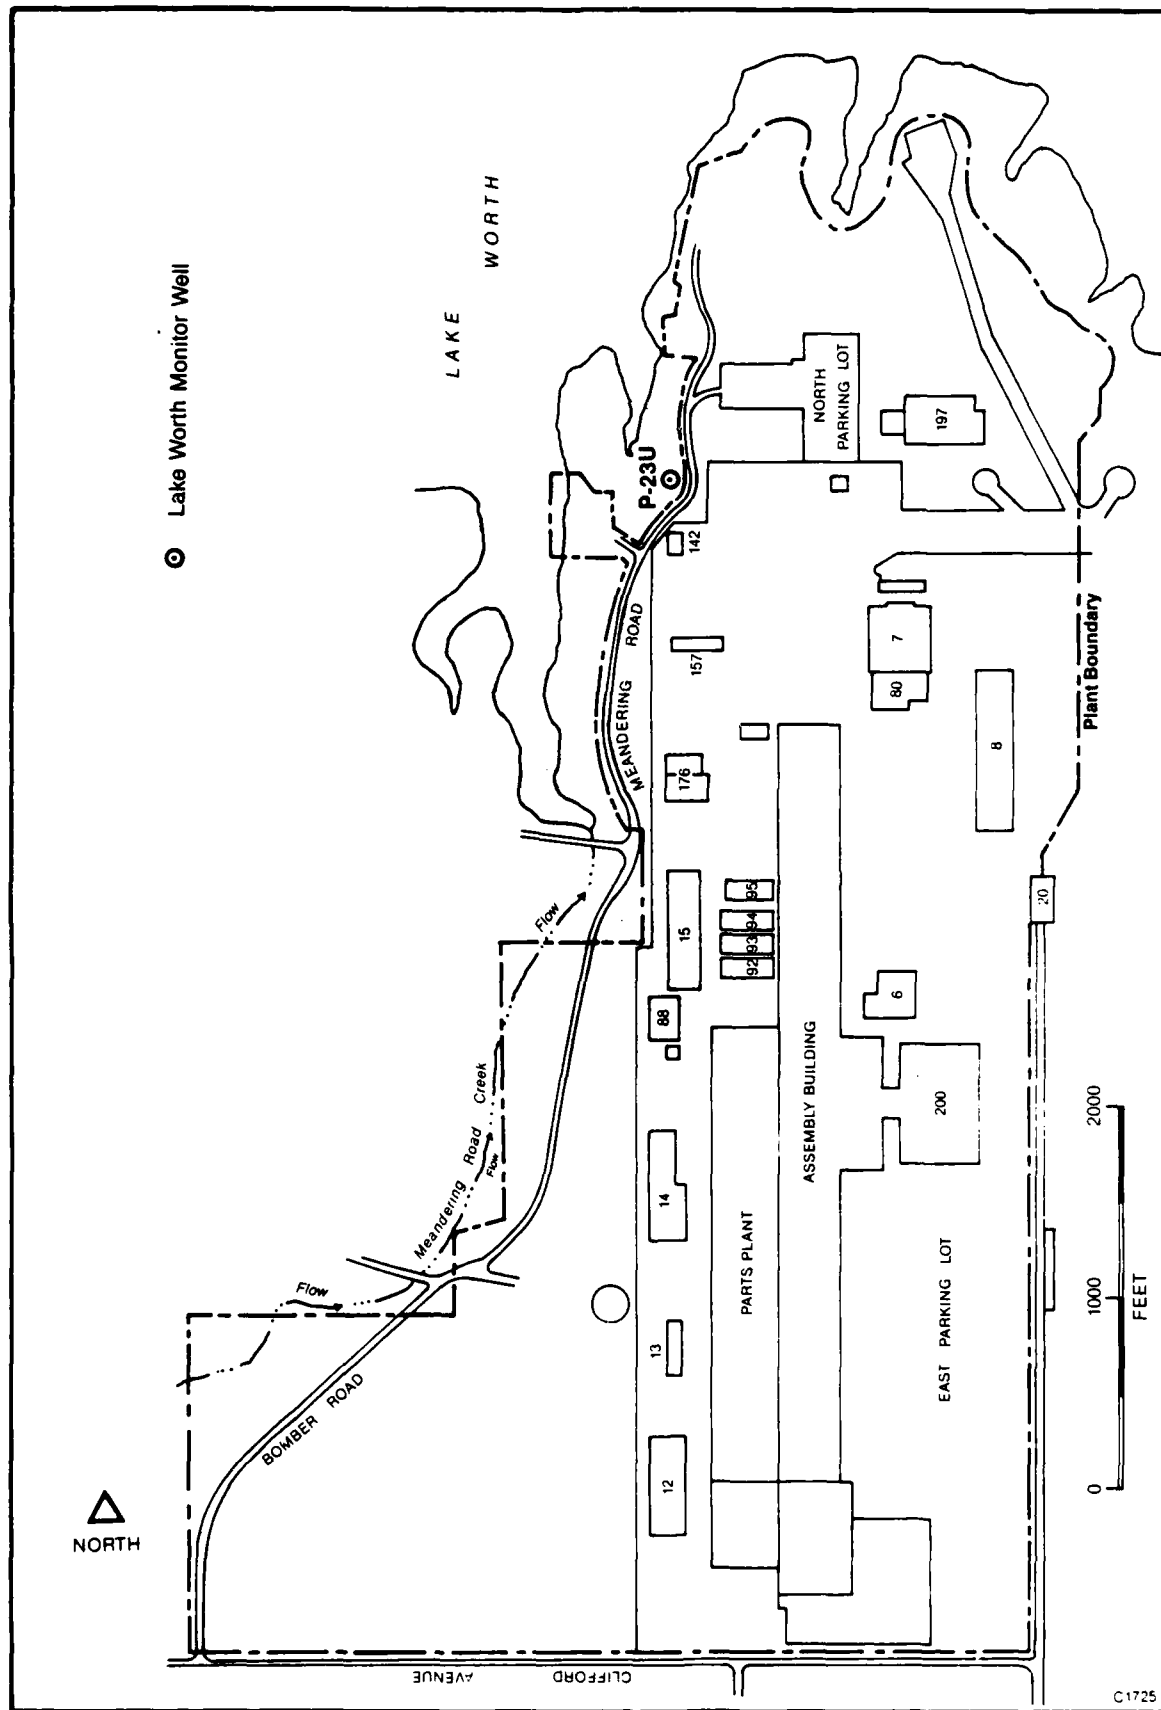 Lake Worth Monitor Well
LAKE
WORTH
P-23U
142
MEANDERING ROAD
157
NORTH
PARKING LOT
197
7
80
8
Plant Boundary
176
Flow
15
95
94
93
92
88
20
6
Meandering Road Creek
Flow
14
ASSEMBLY BUILDING
200
PARTS PLANT
Flow
BOMBER ROAD
13
12
EAST PARKING LOT
0 1000 2000
FEET
NORTH
CLIFFORD
AVENUE
C1725